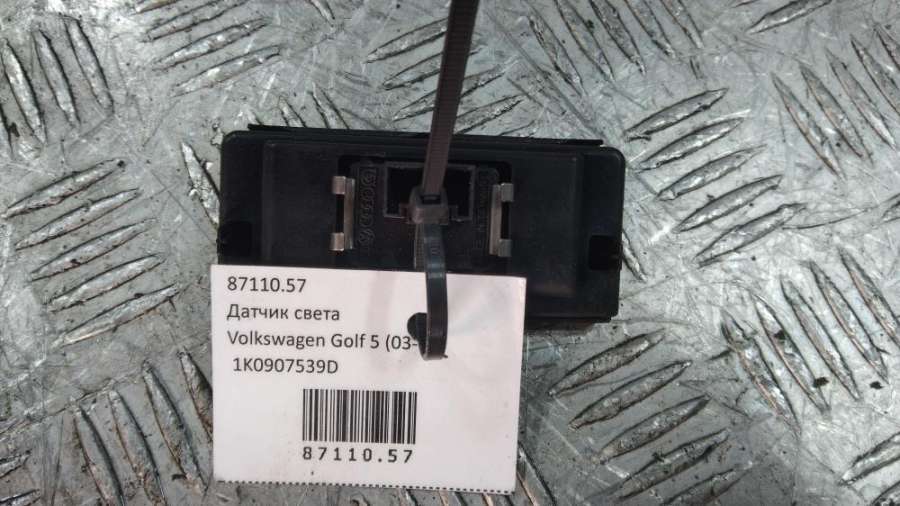 87110.57
Датчик света
Volkswagen Golf 5 (03-
1K0907539D
87110.57